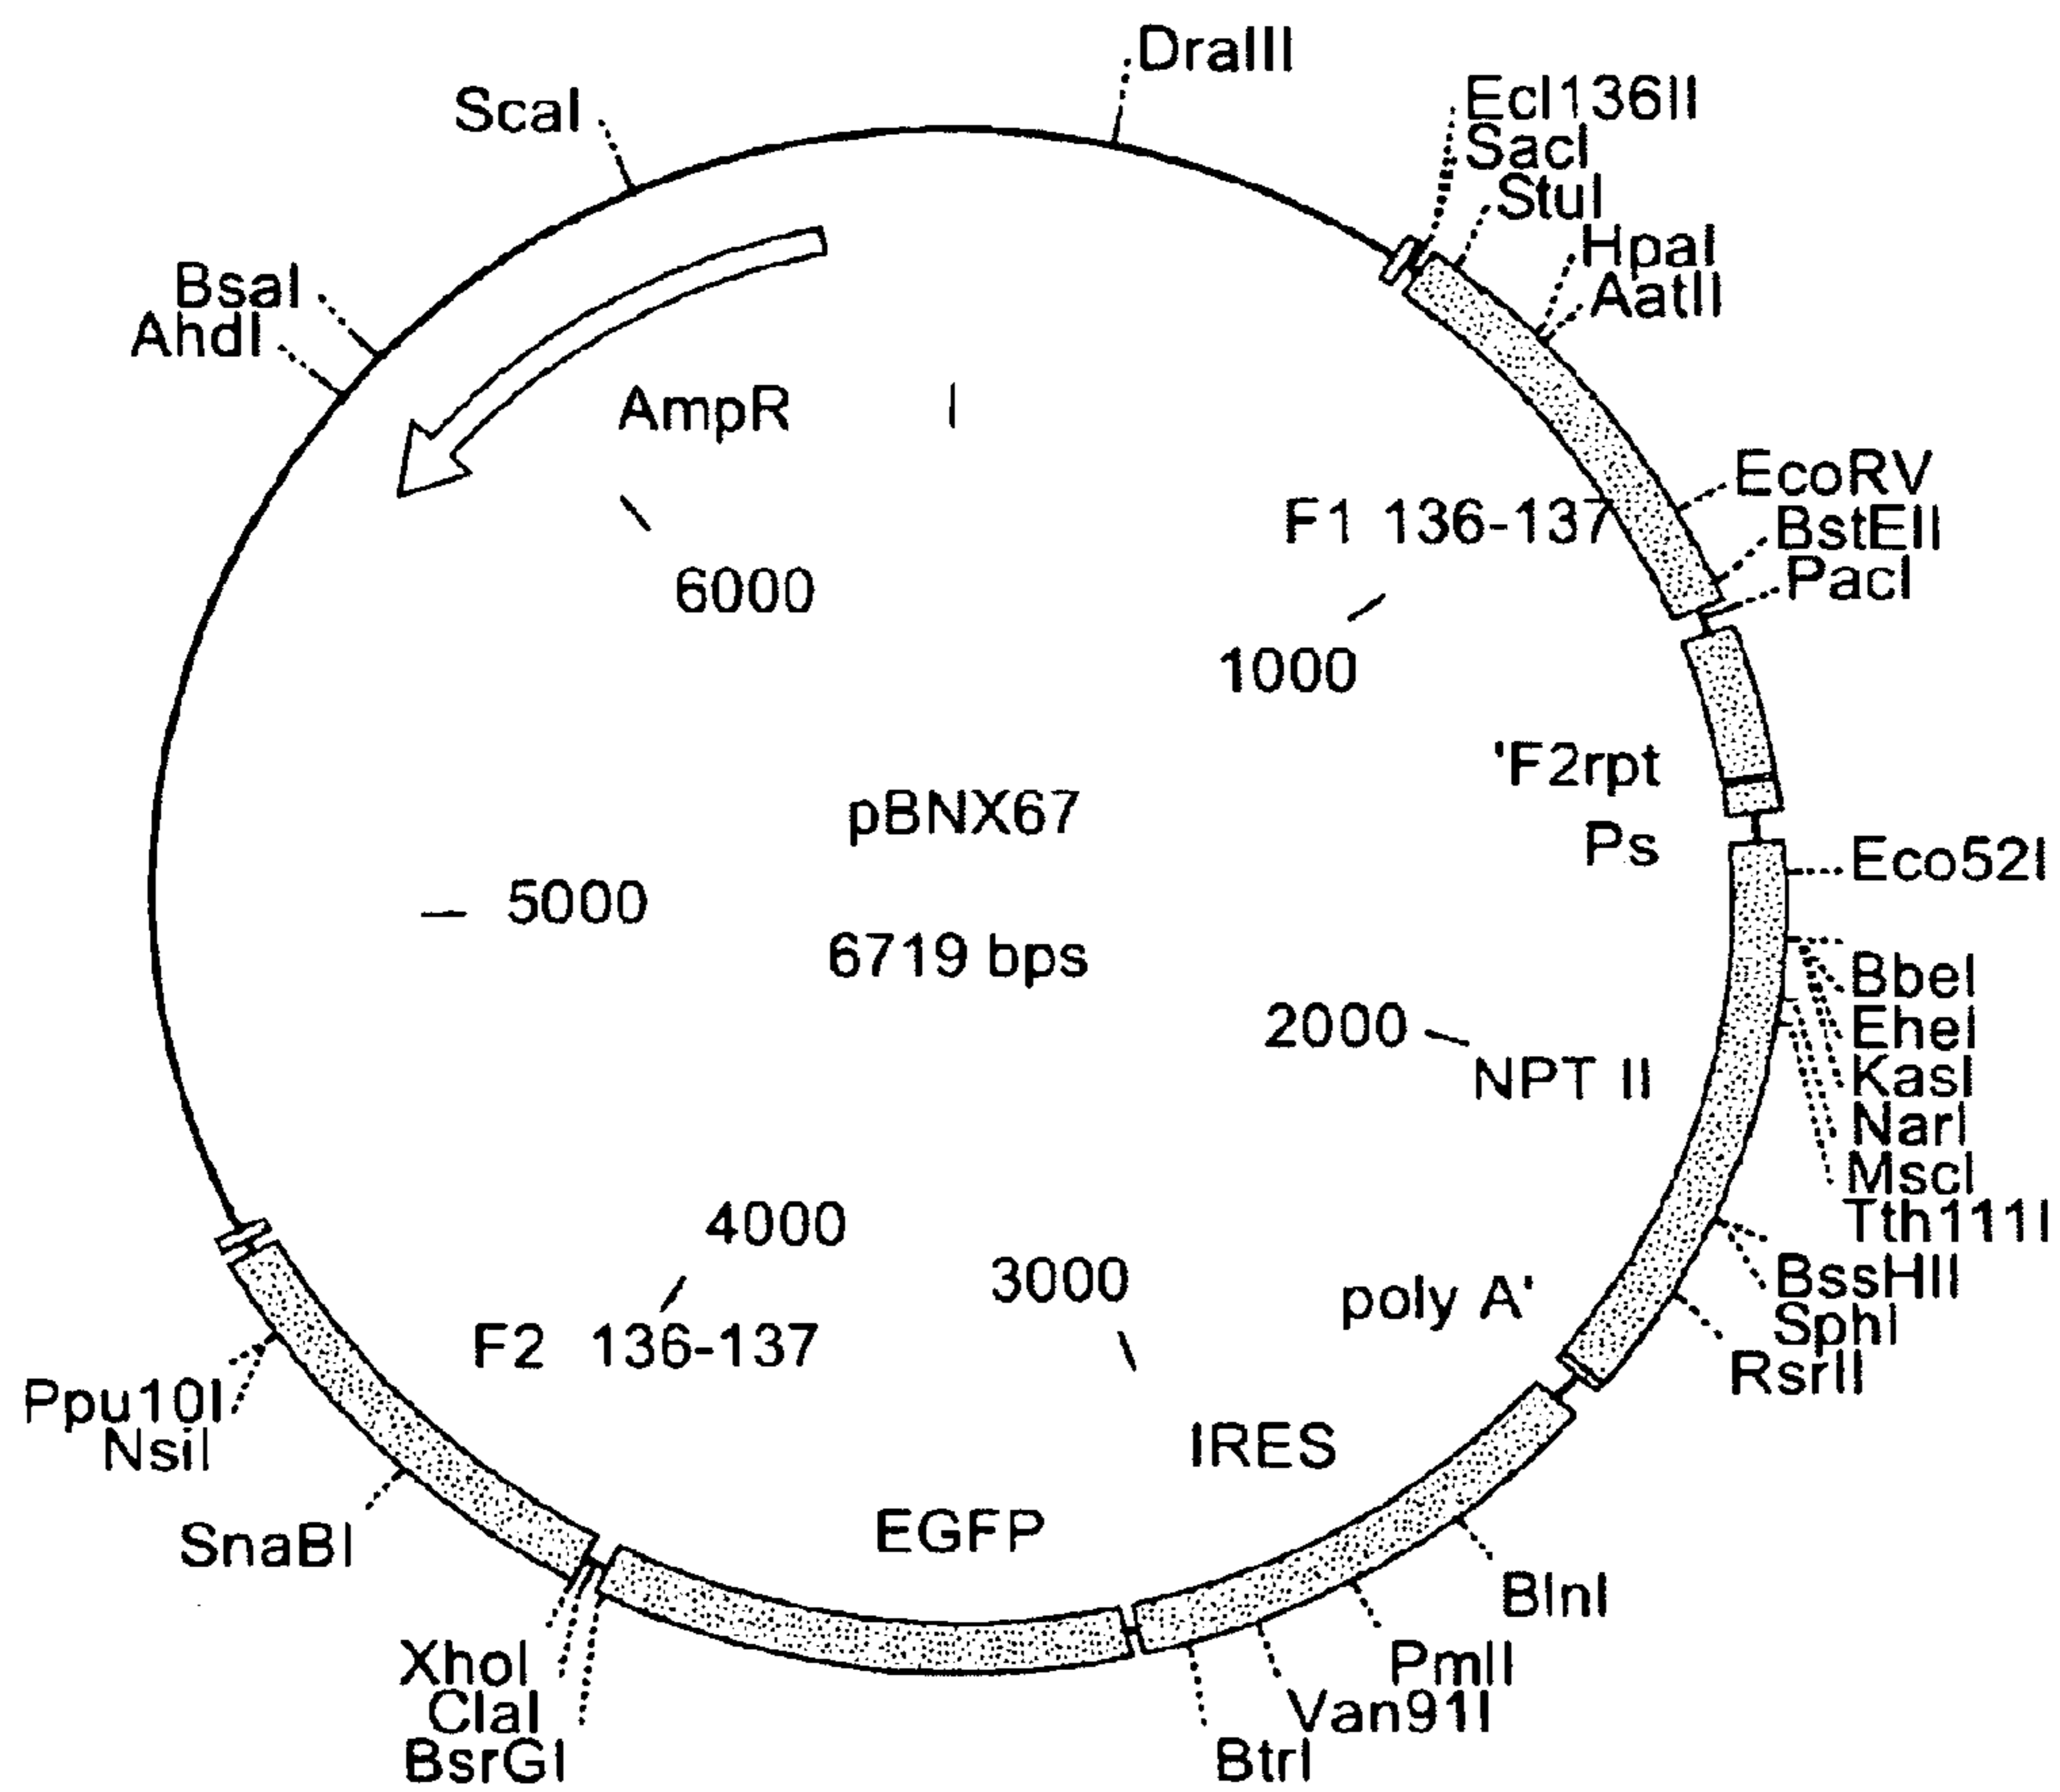 DraIII
ScaI
Ecl136II
SacI
StuI
HpaI
AatII
BsaI
AhdI
AmpR
EcoRV
F1 136-137
BstEII
PacI
6000
1000
'F2rpt
pBNX67
Ps
Eco52I
5000
6719 bps
BbeI
2000
EheI
NPT II
KasI
NarI
MscI
4000
Tth111I
3000
BssHII
poly A'
SphI
F2 136-137
RsrII
Ppu10I
NsiI
IRES
EGFP
SnaBI
BlnI
XhoI
PmlI
ClaI
Van91I
BsrGI
BtrI